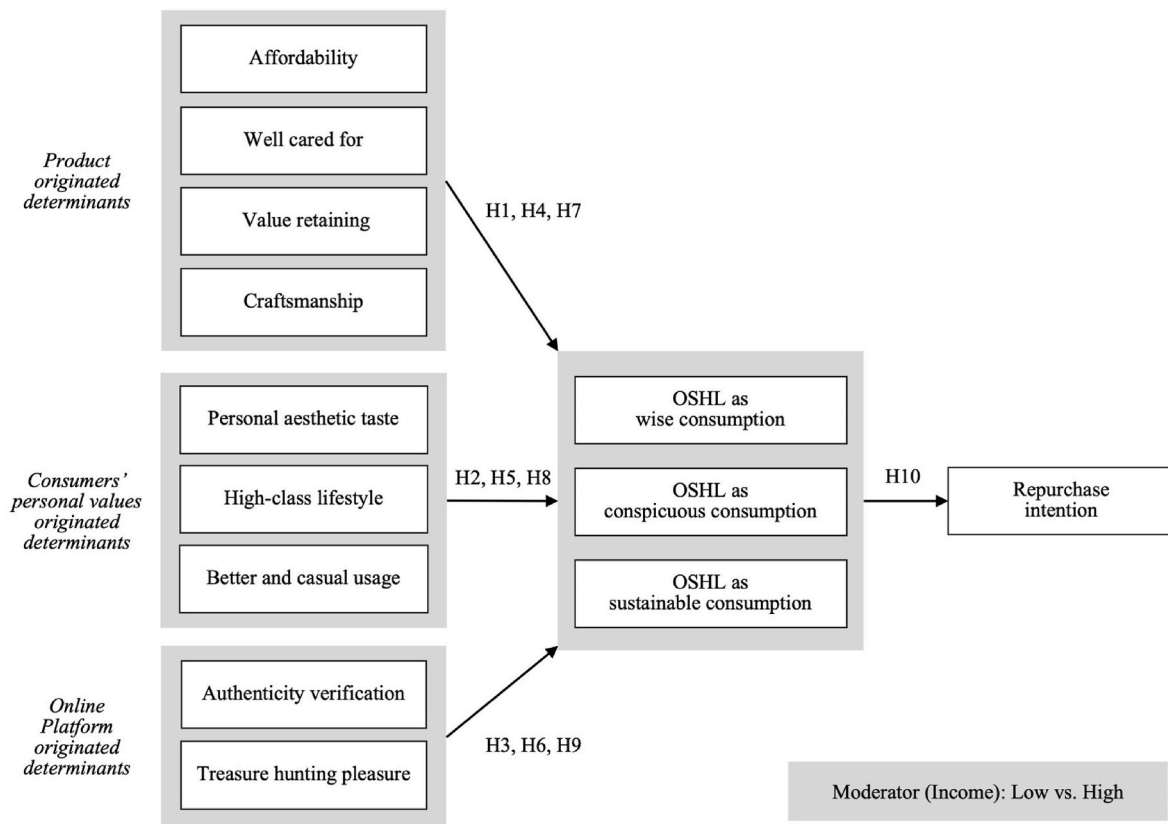 Product
originated
determinants
Affordability
Well cared for
Value retaining
Craftsmanship
H1, H4, H7
Consumers’
personal values
originated
determinants
Personal aesthetic taste
High-class lifestyle
Better and casual usage
H2, H5, H8
Online
Platform
originated
determinants
Authenticity verification
Treasure hunting pleasure
H3, H6, H9
OSHL as
wise consumption
OSHL as
conspicuous consumption
OSHL as
sustainable consumption
H10
Repurchase
intention
Moderator (Income): Low vs. High